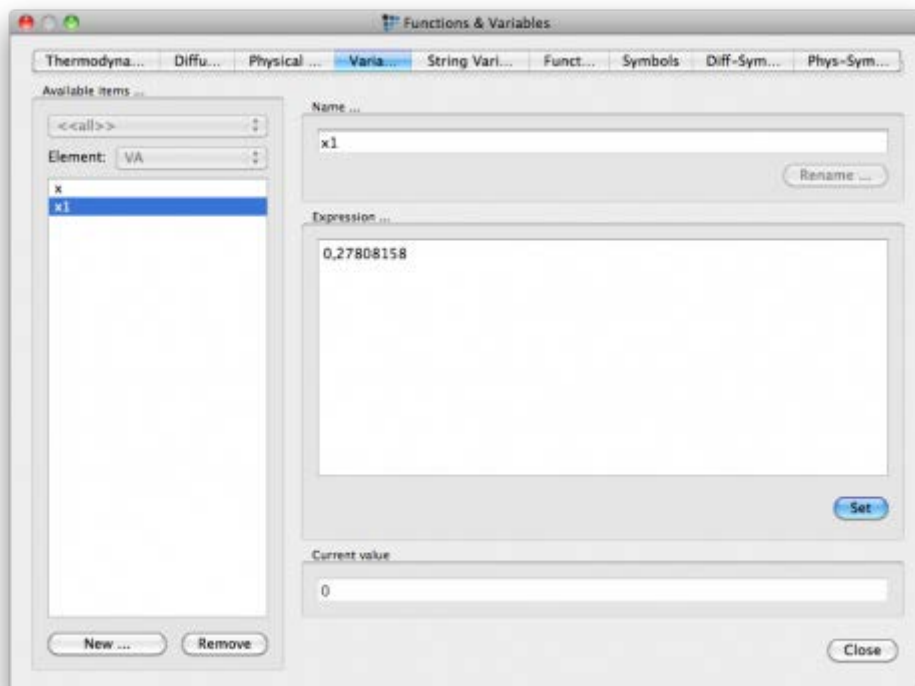 Functions & Variables
Thermodyna... Diffu... Physical ... Varia... String Vari... Funct... Symbols Diff-Sym... Phys-Sym...
Available items ...
<<all>>
Element: VA
x
x1
New ...
Remove
Name ...
x1
Rename ...
Expression ...
0,27808158
Set
Current value
0
Close